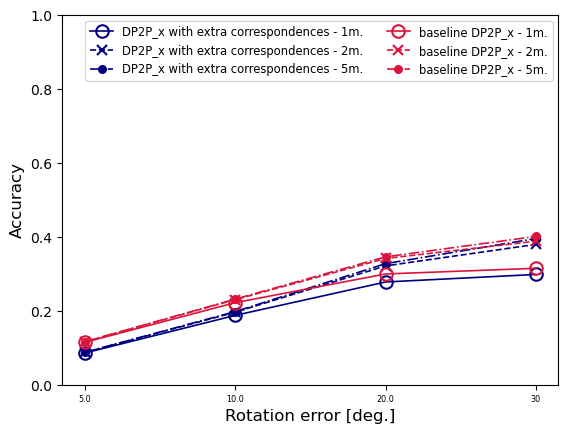 DP2P_x with extra correspondences - 1m.
DP2P_x with extra correspondences - 2m.
DP2P_x with extra correspondences - 5m.
baseline DP2P_x - 1m.
baseline DP2P_x - 2m.
baseline DP2P_x - 5m.
Accuracy
1.0
0.8
0.6
0.4
0.2
0.0
5.0 10.0 20.0 30
Rotation error [deg.]